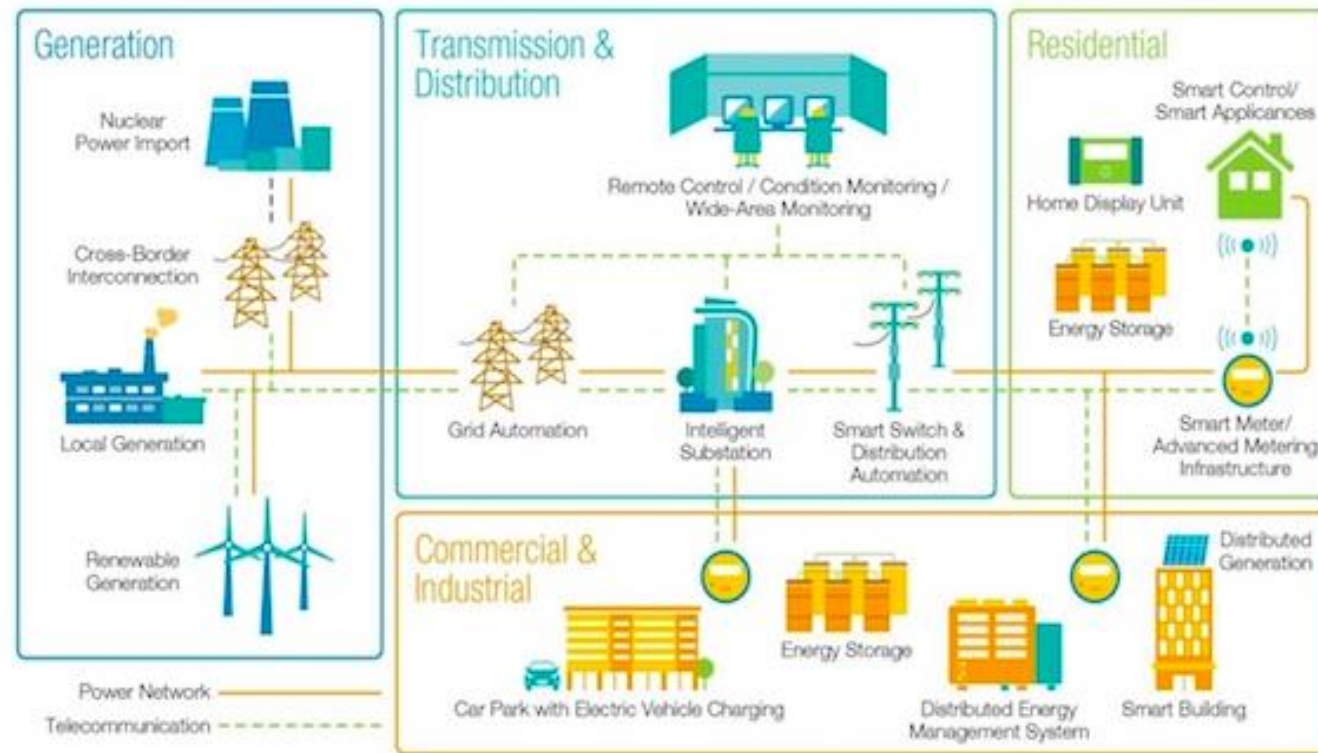 Generation
Nuclear
Power Import
Cross-Border
Interconnection
Local Generation
Renewable
Generation
Power Network
Telecommunication
Transmission &
Distribution
Remote Control / Condition Monitoring /
Wide-Area Monitoring
Grid Automation
Intelligent
Substation
Smart Switch &
Distribution
Automation
Residential
Smart Control/
Smart Applicances
Home Display Unit
Energy Storage
Smart Meter/
Advanced Metering
Infrastructure
Commercial &
Industrial
Car Park with Electric Vehicle Charging
Energy Storage
Distributed Energy
Management System
Distributed
Generation
Smart Building